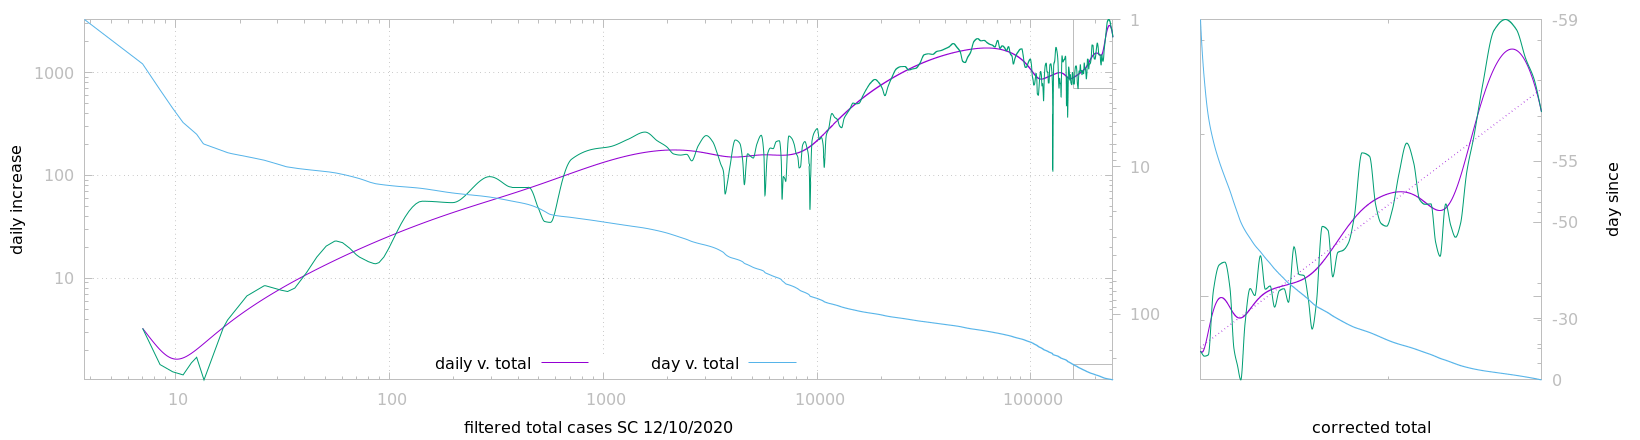 daily increase
1000
100
10
10
100
1000
10000
100000
1
10
100
daily v. total
day v. total
filtered total cases SC 12/10/2020
-59
-55
-50
-30
0
day since
corrected total